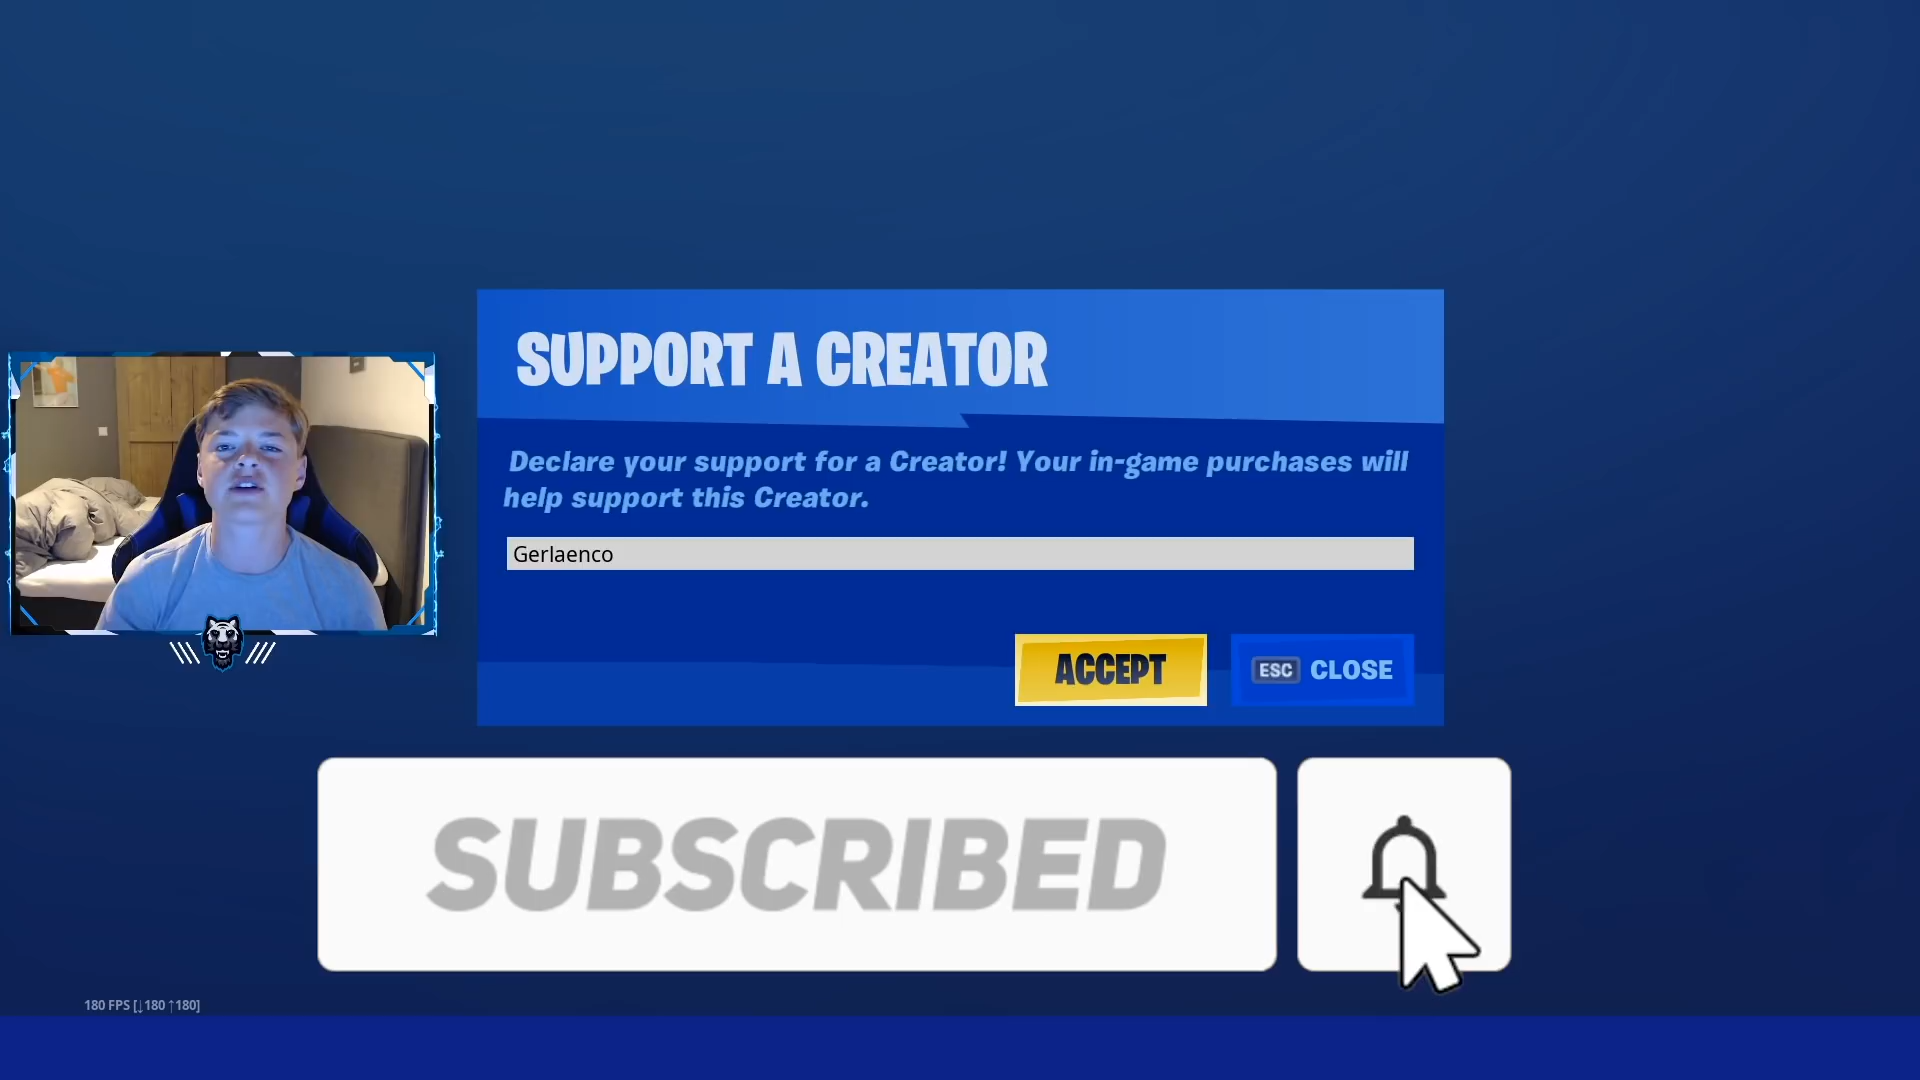 SUPPORT A CREATOR
Declare your support for a Creator! Your in-game purchases will
help support this Creator.
Gerlaenco
ACCEPT
ESC CLOSE
SUBSCRIBED
180 FPS [↓180 ↑180]